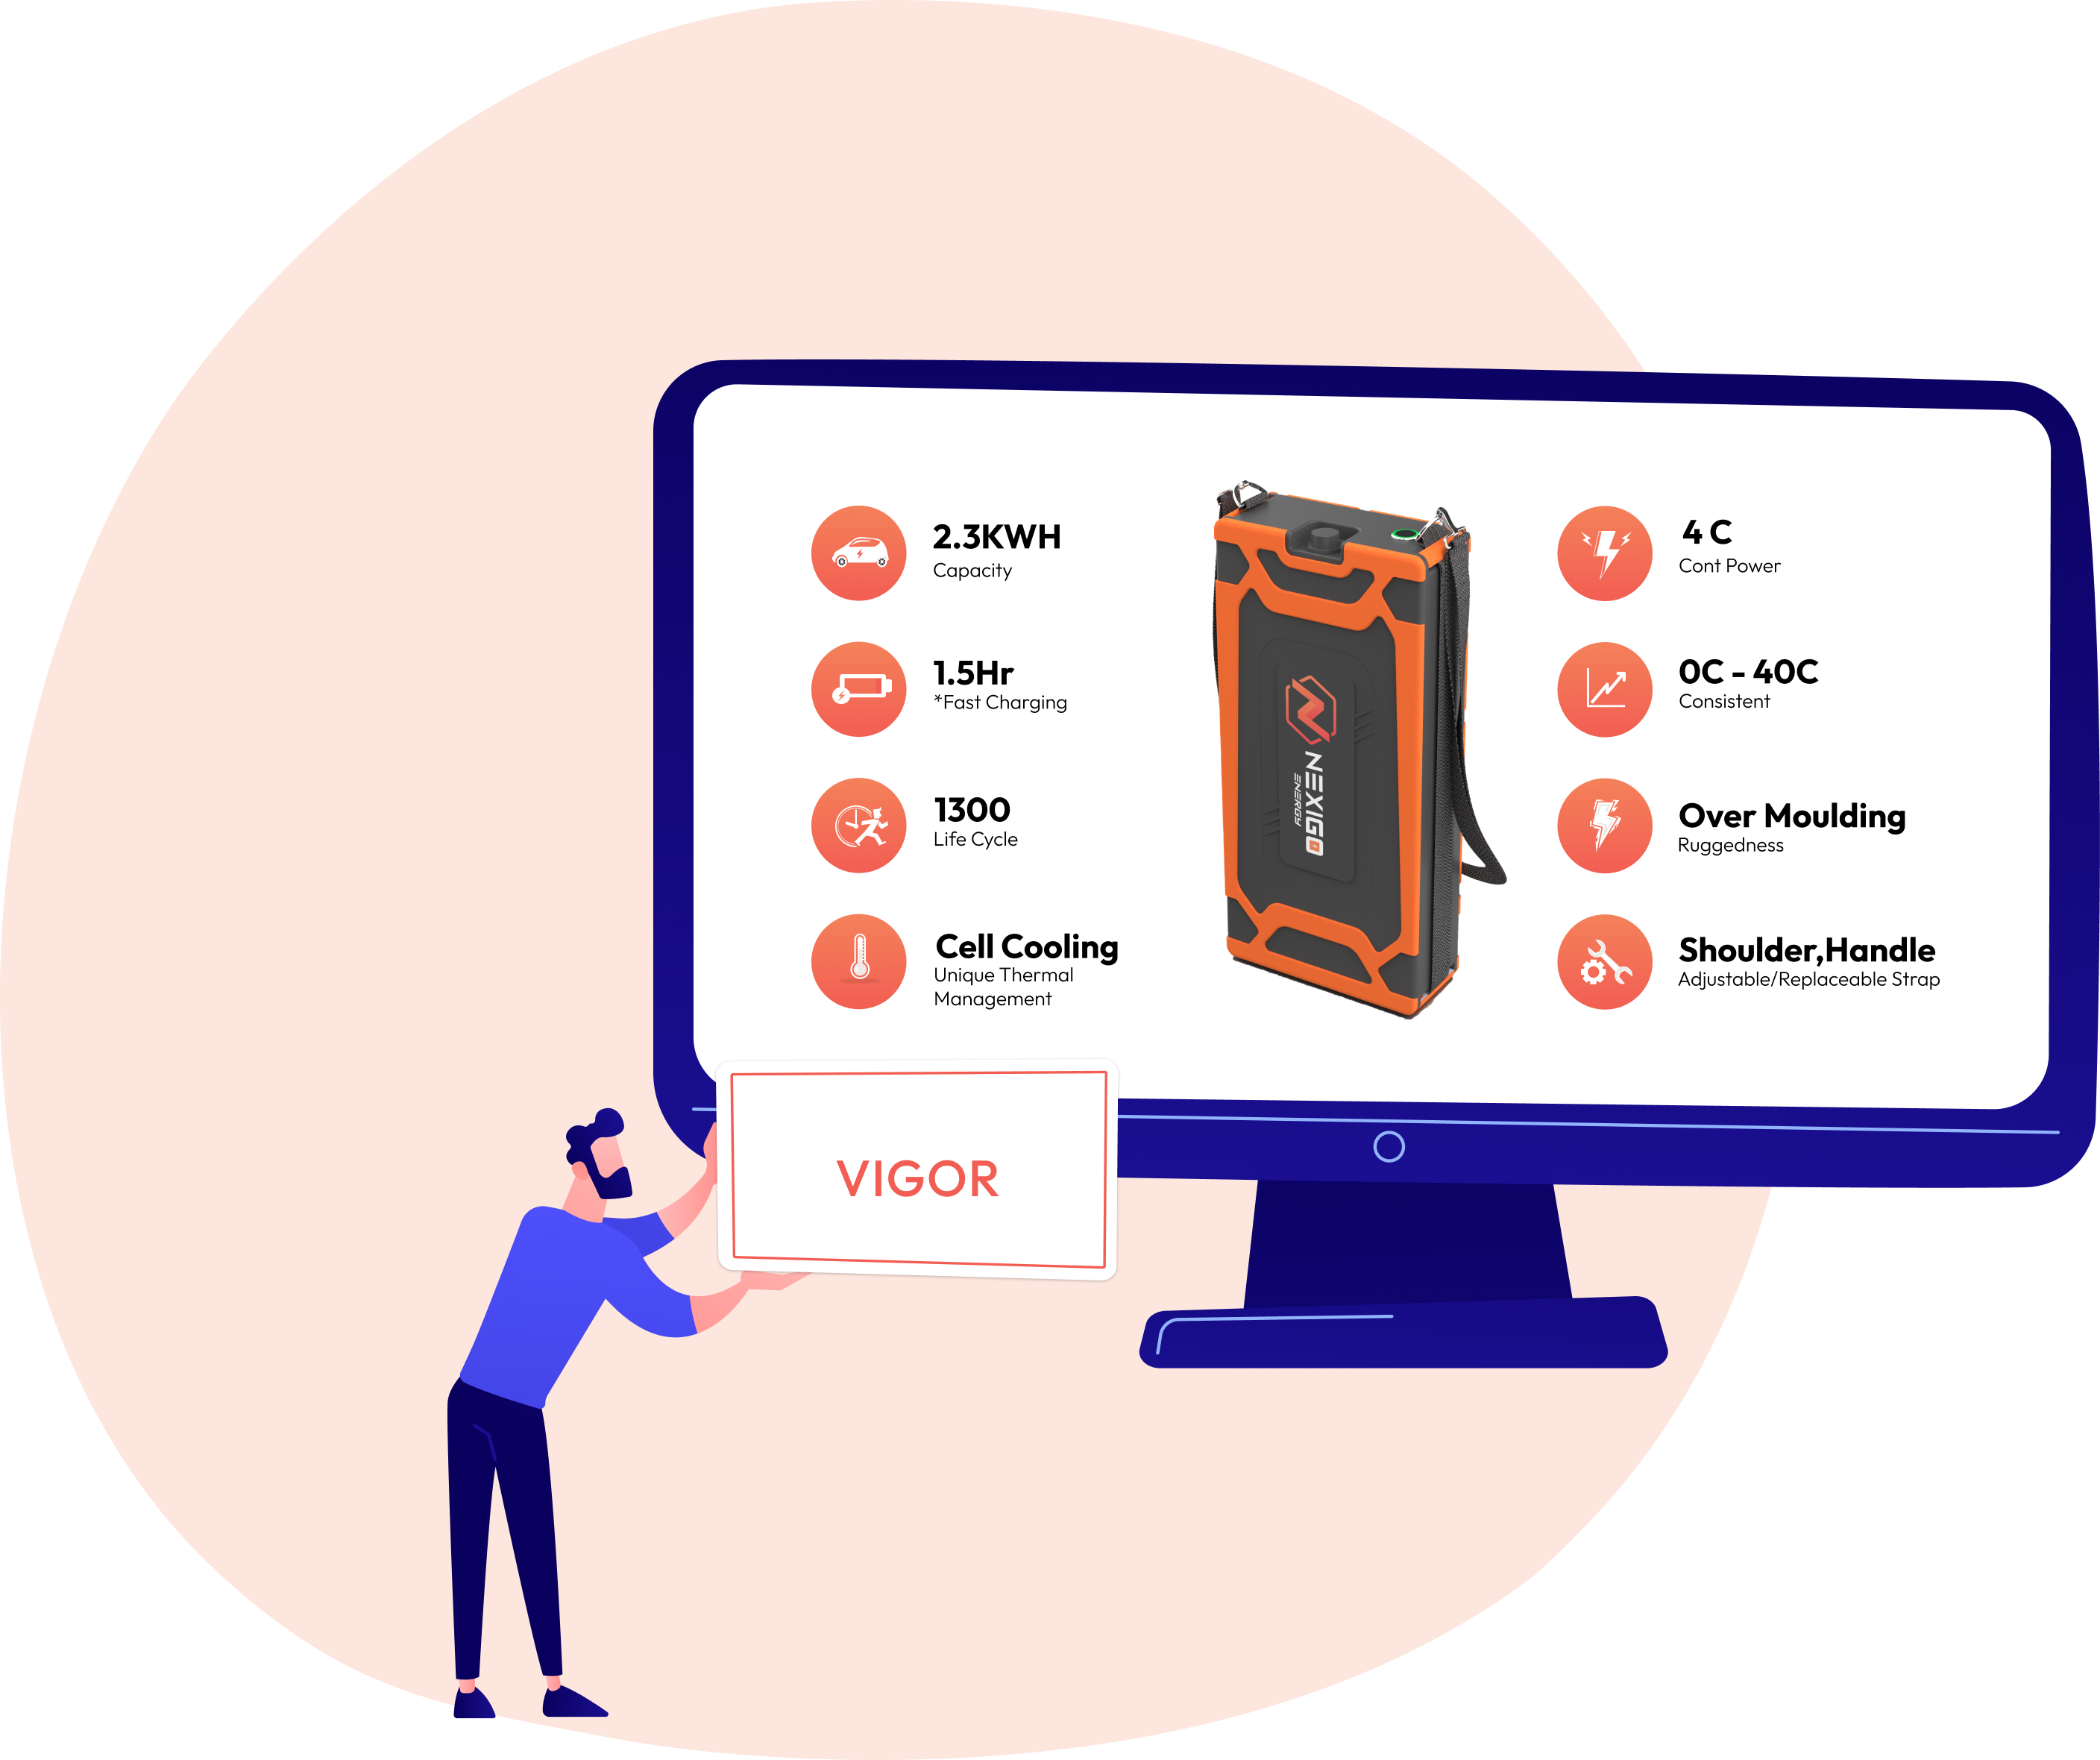 2.3KWH
Capacity
1.5Hr
*Fast Charging
1300
Life Cycle
Cell Cooling
Unique Thermal
Management
NEXIGO
ENERGY
4 C
Cont Power
0C - 40C
Consistent
Over Moulding
Ruggedness
Shoulder,Handle
Adjustable/Replaceable Strap
VIGOR